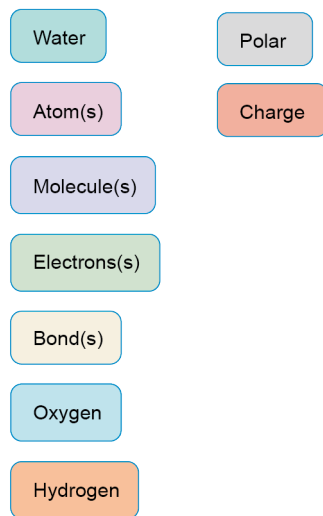 Water
Atom(s)
Molecule(s)
Electrons(s)
Bond(s)
Oxygen
Hydrogen
Polar
Charge